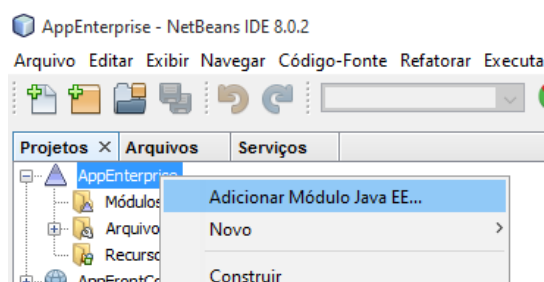 AppEnterprise - NetBeans IDE 8.0.2
Arquivo Editar Exibir Navegar Código-Fonte Refatorar Executa
Projetos × Arquivos Serviços
AppEnterprise
Adicionar Módulo Java EE...
Módulos
Arquivo
Novo
Recurso
Construir